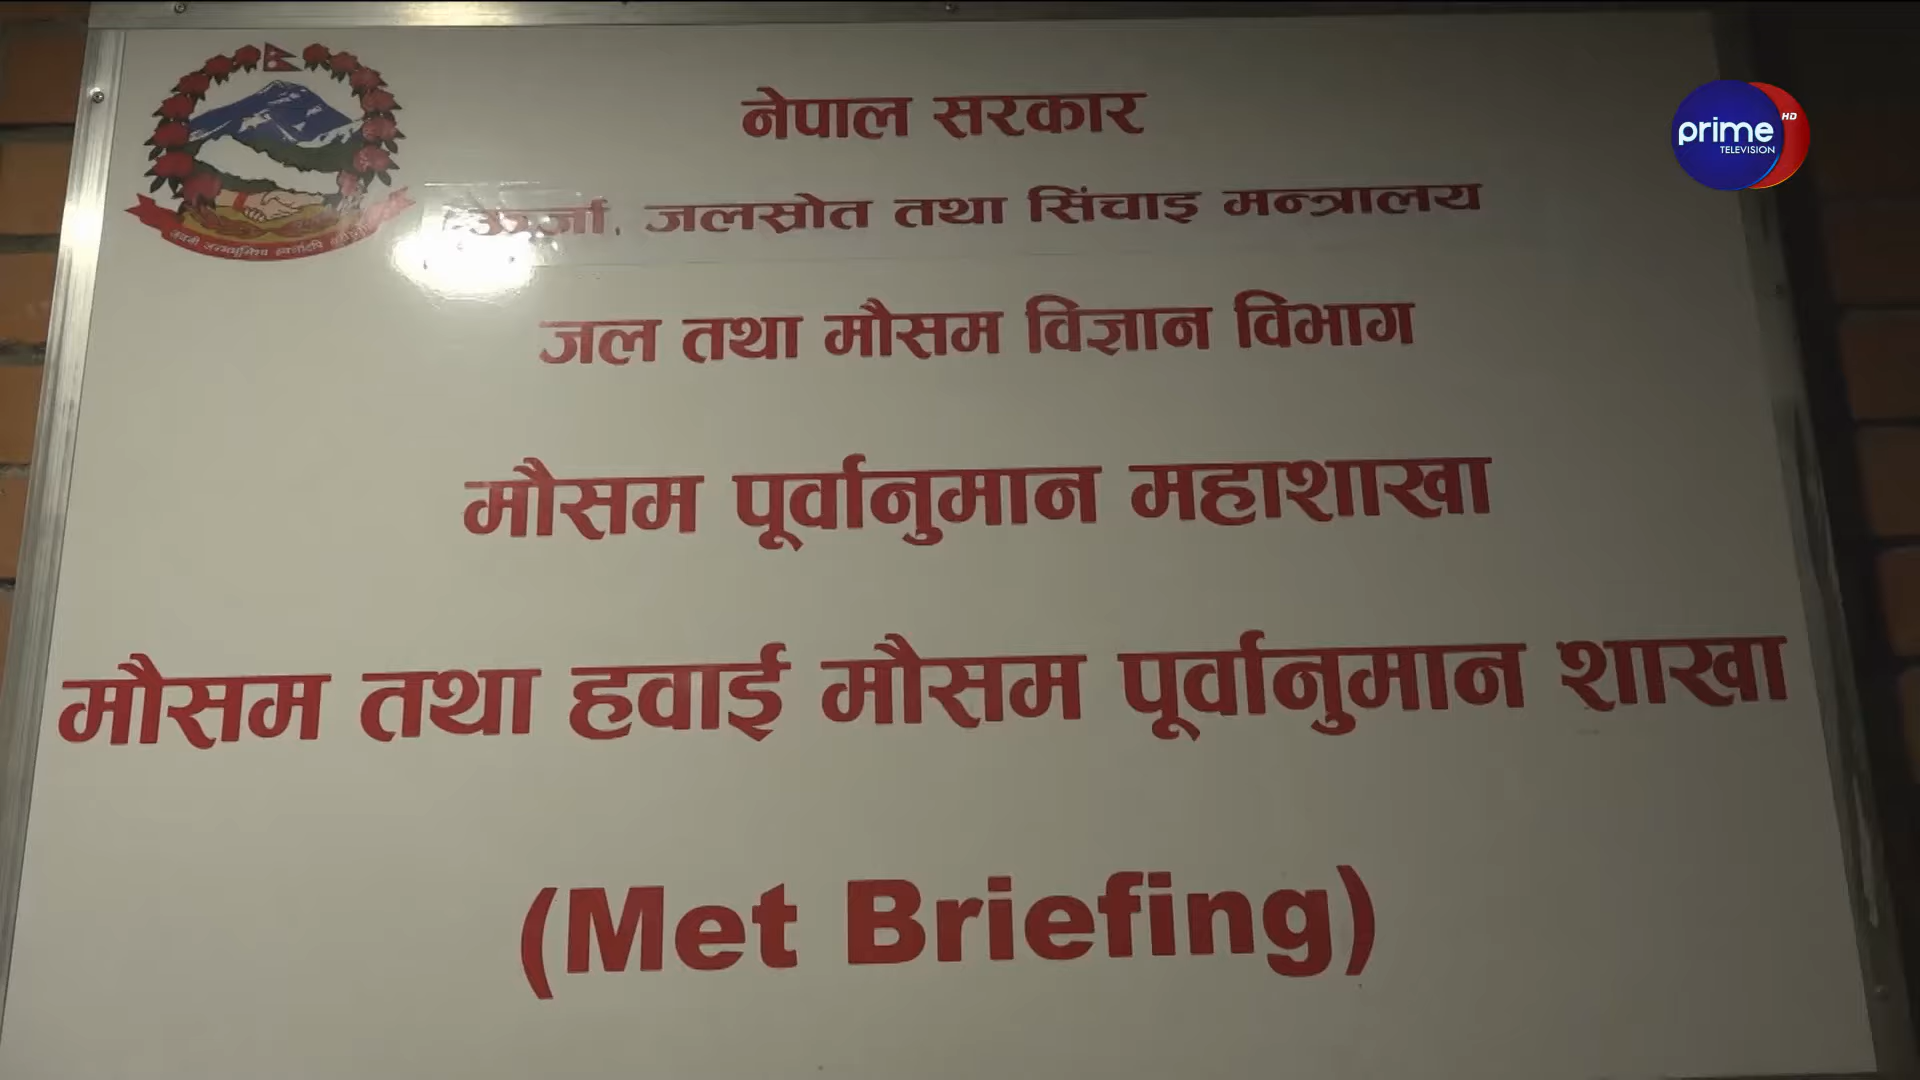 नेपाल सरकार
ऊर्जा, जलस्रोत तथा सिंचाइ मन्त्रालय
जल तथा मौसम विज्ञान विभाग
मौसम पूर्वानुमान महाशाखा
मौसम तथा हवाई मौसम पूर्वानुमान शाखा
(Met Briefing)
prime HD
TELEVISION